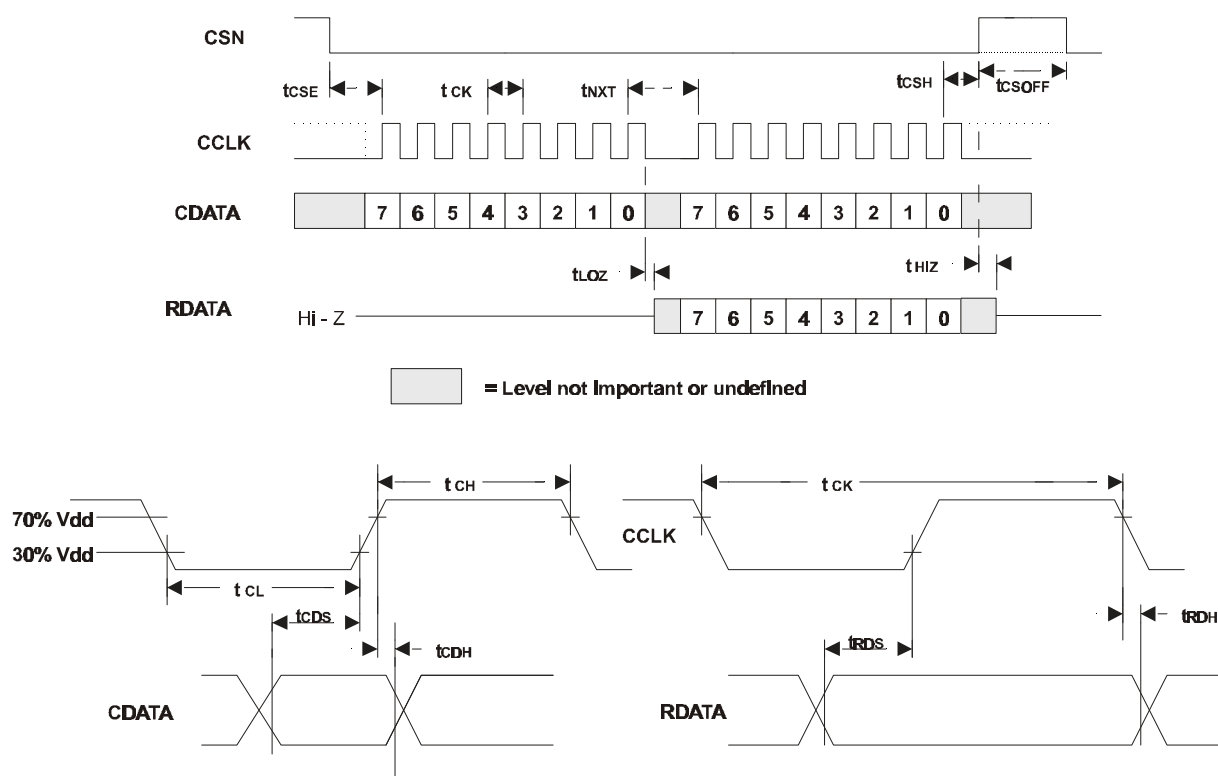 CSN
tCSE tCK tNXT tCSH tCSOFF
CCLK
CDATA 7 6 5 4 3 2 1 0 7 6 5 4 3 2 1 0
tLOZ tHIZ
RDATA Hi - Z 7 6 5 4 3 2 1 0
= Level not Important or undefined
tCH tCK
70% Vdd
CCLK
30% Vdd
tCL
tCDS tRDH
tCDH tRDS
CDATA RDATA